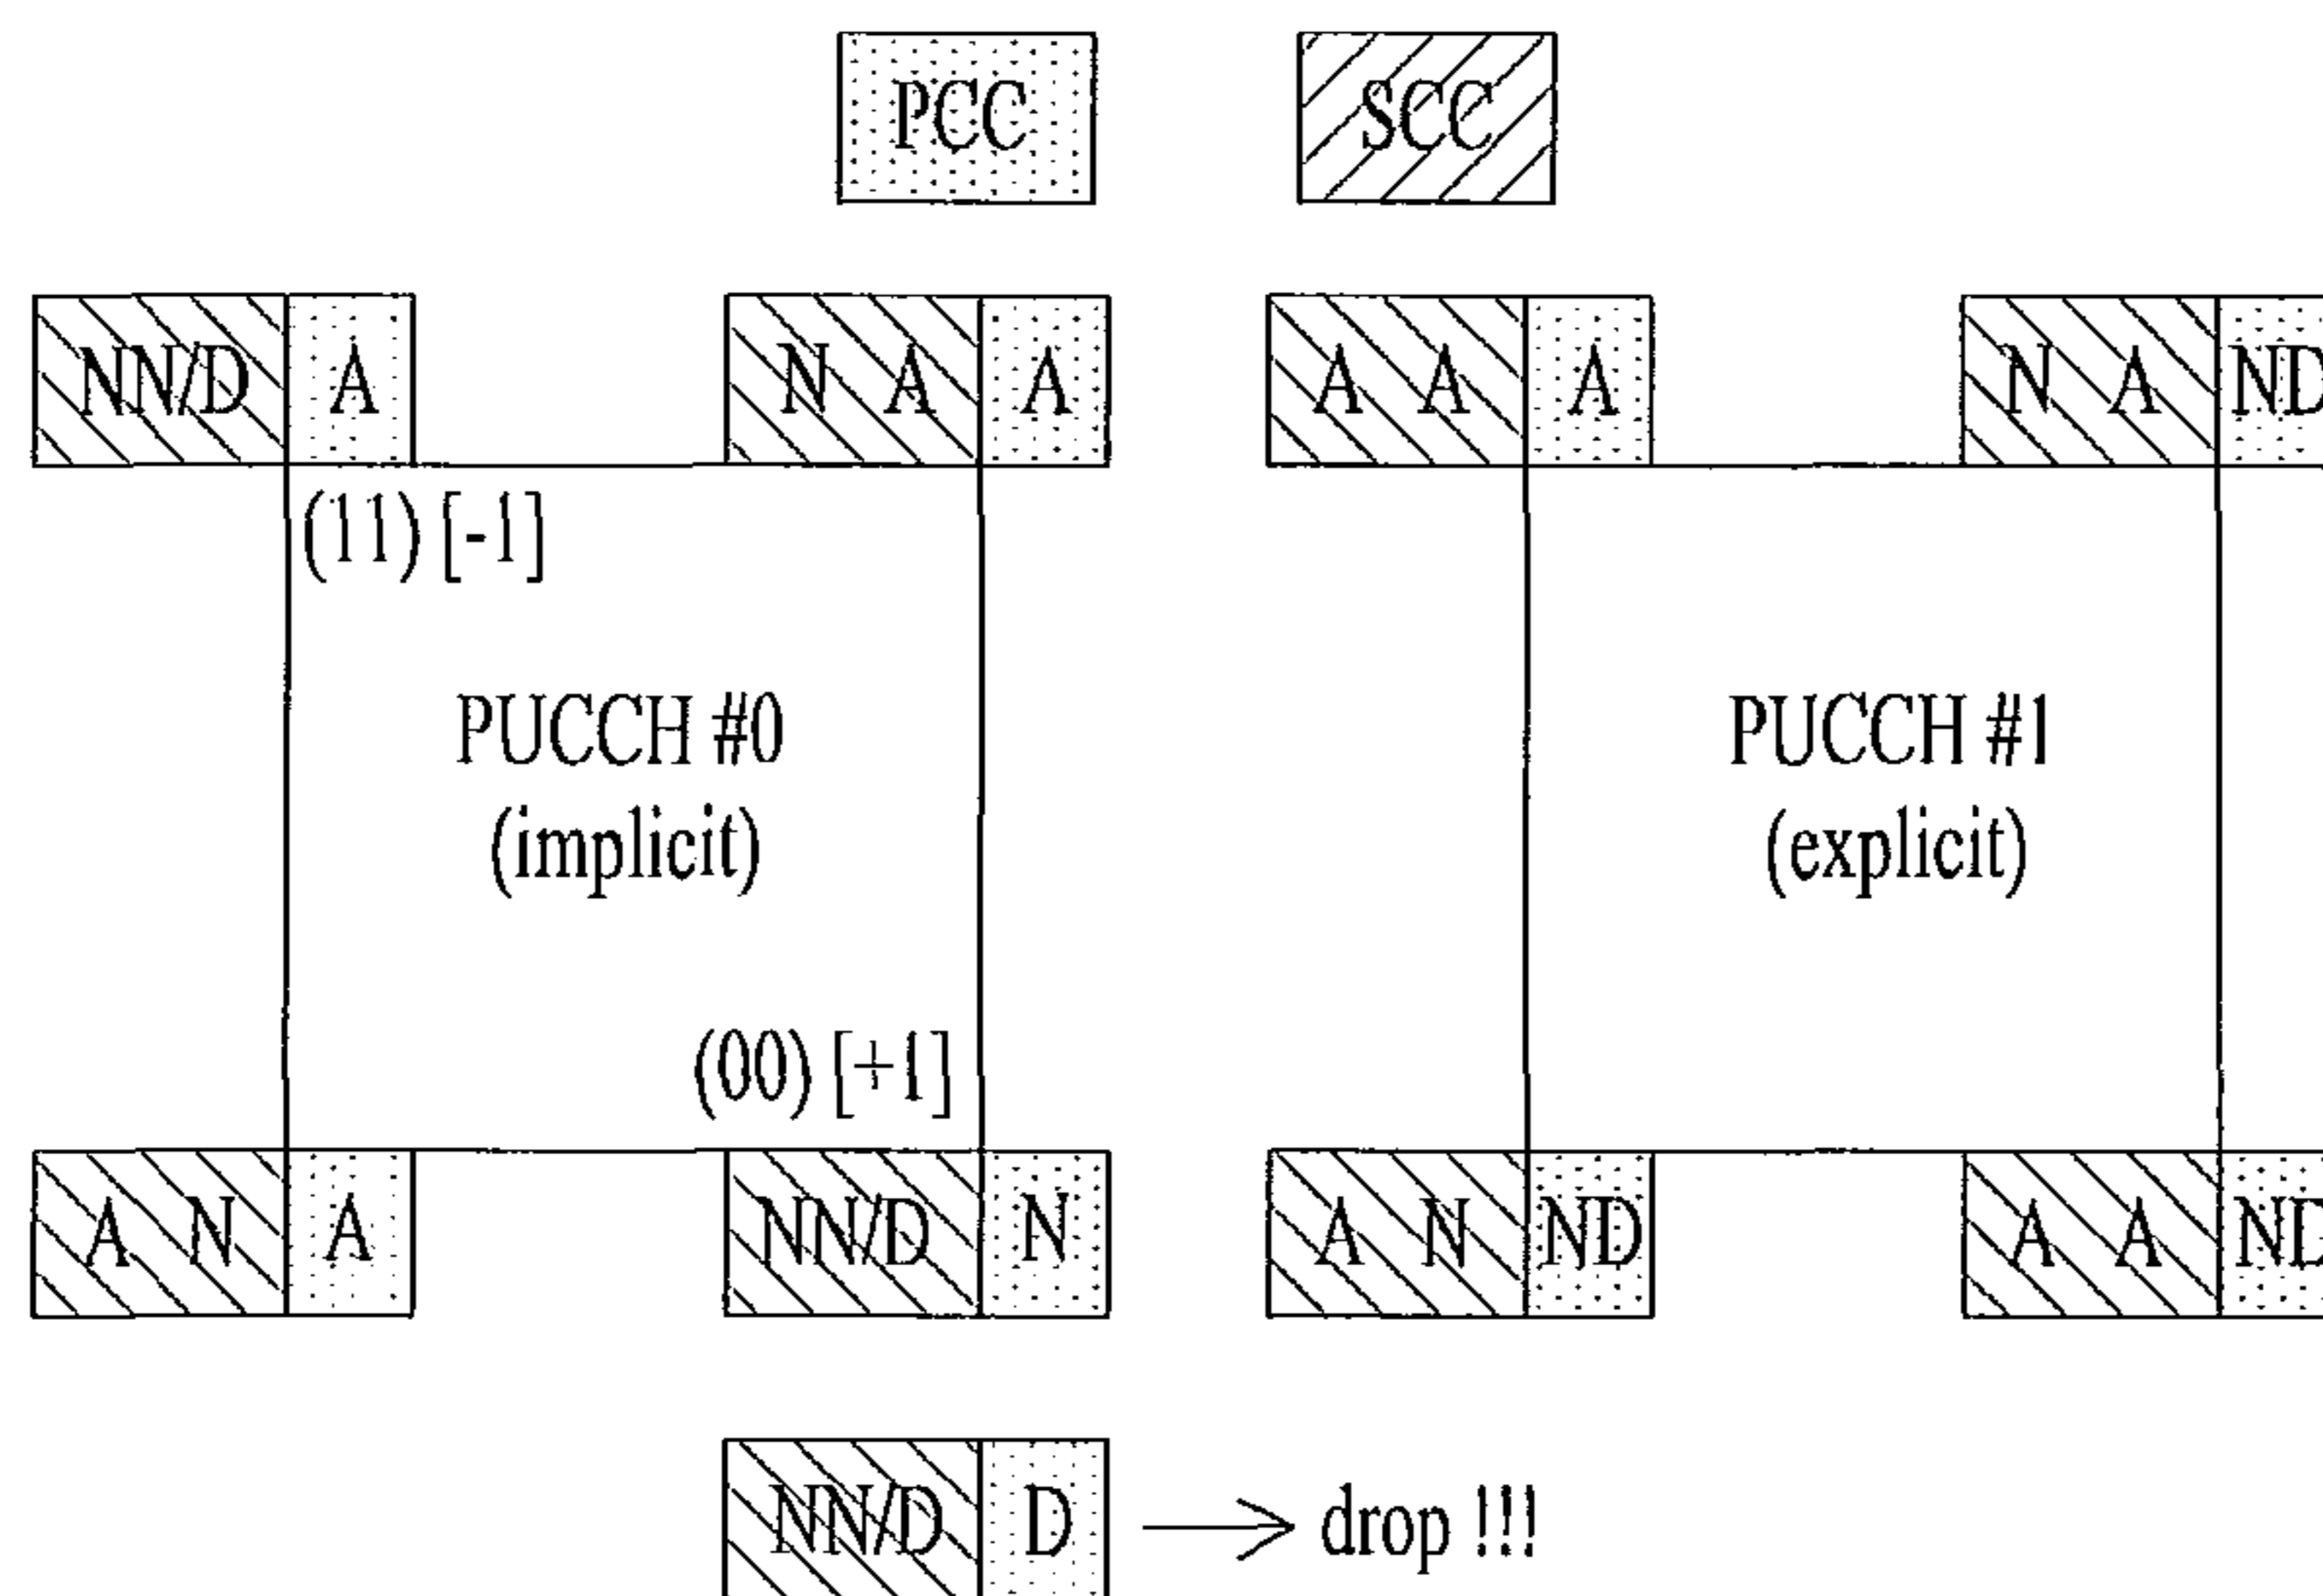 PCC SCC
NN/D A N A A A A A N A ND
(11) [-1]
PUCCH #0 PUCCH #1
(implicit) (explicit)
(00) [+1]
A N A NN/D N A N ND A A ND
NN/D D drop !!!